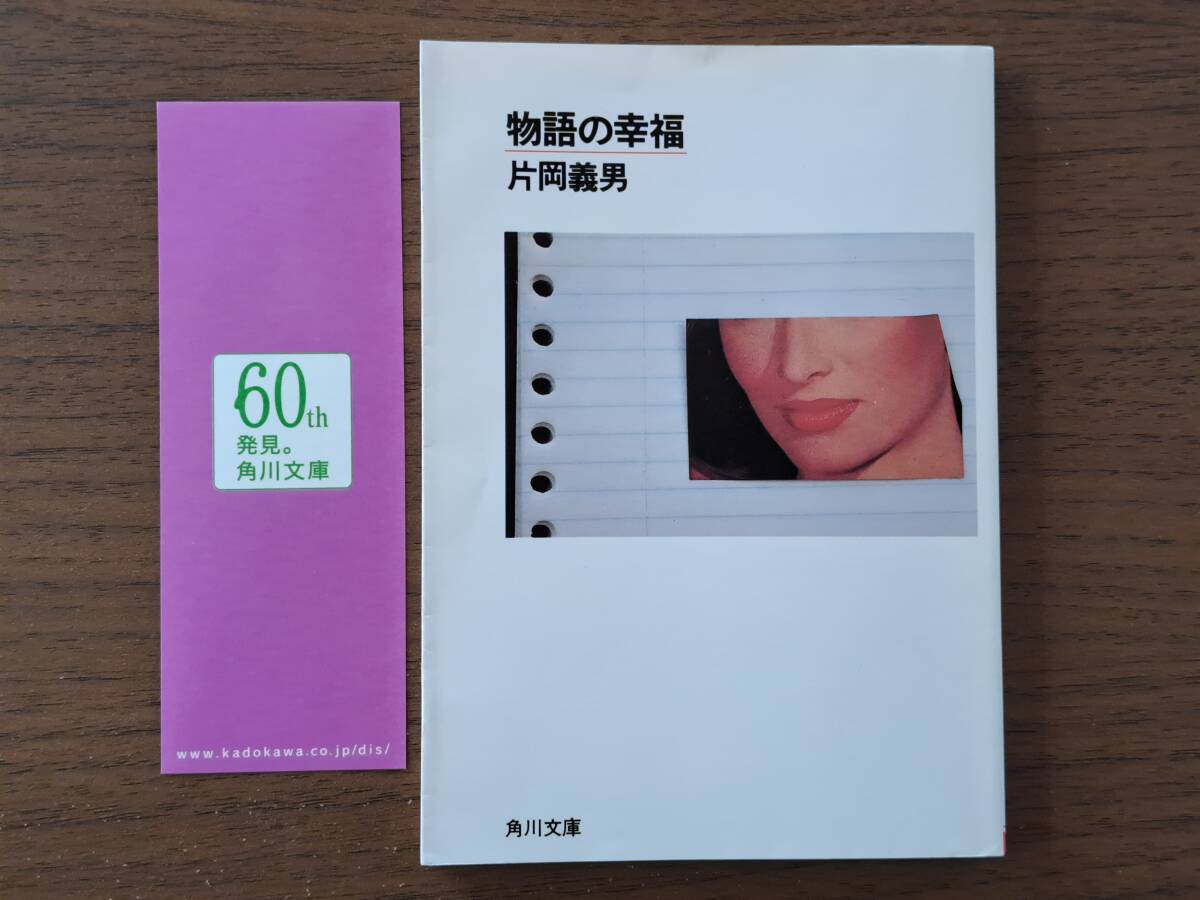 60th
発見。
角川文庫
www.kadokawa.co.jp/dis/
物語の幸福
片岡義男
角川文庫